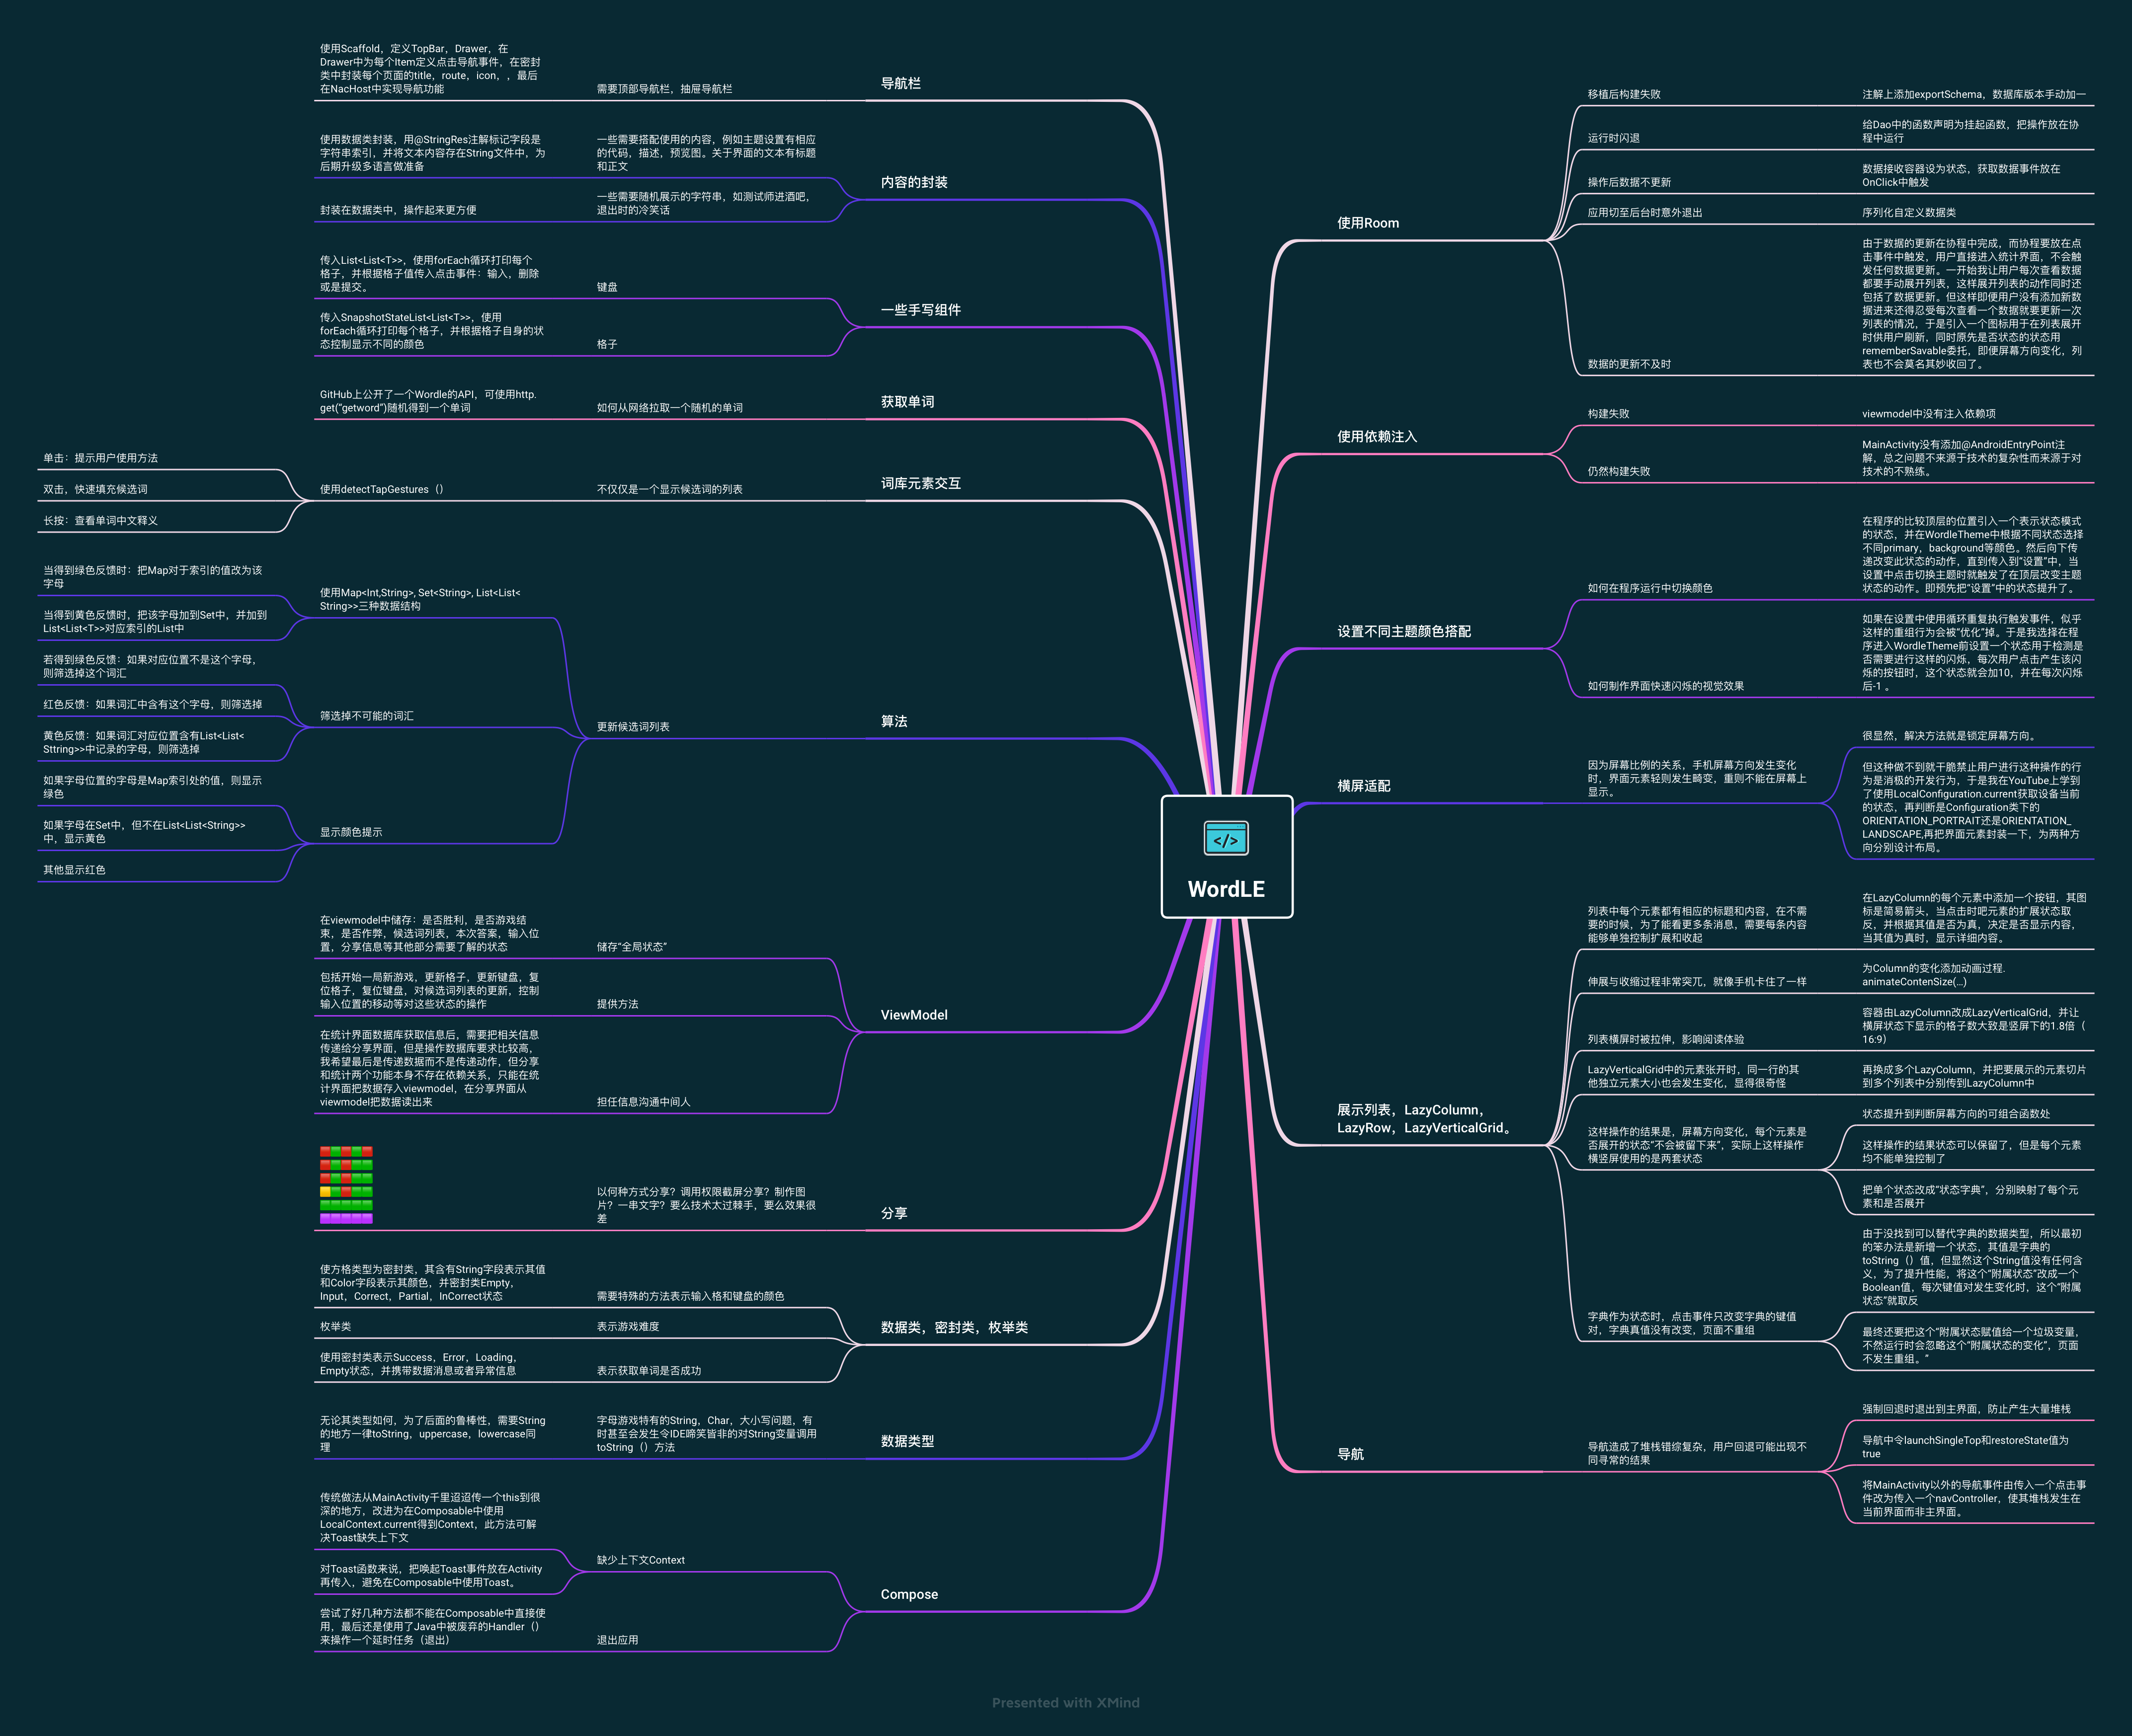 WordLE
导航栏
需要顶部导航栏，抽屉导航栏
使用Scaffold，定义TopBar，Drawer，在
Drawer中为每个Item定义点击导航事件，在密封
类中封装每个页面的title，route，icon，，最后
在NacHost中实现导航功能
内容的封装
一些需要搭配使用的内容，例如主题设置有相应
的代码，描述，预览图。关于界面的文本有标题
和正文
使用数据类封装，用@StringRes注解标记字段是
字符串索引，并将文本内容存在String文件中，为
后期升级多语言做准备
一些需要随机展示的字符串，如测试师进酒吧，
退出时的冷笑话
封装在数据类中，操作起来更方便
一些手写组件
键盘
传入List<List<T>>，使用forEach循环打印每个
格子，并根据格子值传入点击事件：输入，删除
或是提交。
格子
传入SnapshotStateList<List<T>>，使用
forEach循环打印每个格子，并根据格子自身的状
态控制显示不同的颜色
获取单词
如何从网络拉取一个随机的单词
GitHub上公开了一个Wordle的API，可使用http.
get("getword")随机得到一个单词
词库元素交互
不仅仅是一个显示候选词的列表
使用detectTapGestures（）
单击：提示用户使用方法
双击，快速填充候选词
长按：查看单词中文释义
算法
更新候选词列表
使用Map<Int,String>, Set<String>, List<List<
String>>三种数据结构
当得到绿色反馈时：把Map对于索引的值改为该
字母
当得到黄色反馈时，把该字母加到Set中，并加到
List<List<T>>对应索引的List中
筛选掉不可能的词汇
若得到绿色反馈：如果对应位置不是这个字母，
则筛选掉这个词汇
红色反馈：如果词汇中含有这个字母，则筛选掉
黄色反馈：如果词汇对应位置含有List<List<
Sttring>>中记录的字母，则筛选掉
显示颜色提示
如果字母位置的字母是Map索引处的值，则显示
绿色
如果字母在Set中，但不在List<List<String>>
中，显示黄色
其他显示红色
ViewModel
储存“全局状态”
在viewmodel中储存：是否胜利，是否游戏结
束，是否作弊，候选词列表，本次答案，输入位
置，分享信息等其他部分需要了解的状态
提供方法
包括开始一局新游戏，更新格子，更新键盘，复
位格子，复位键盘，对候选词列表的更新，控制
输入位置的移动等对这些状态的操作
担任信息沟通中间人
在统计界面数据库获取信息后，需要把相关信息
传递给分享界面，但是操作数据库要求比较高，
我希望最后是传递数据而不是传递动作，但分享
和统计两个功能本身不存在依赖关系，只能在统
计界面把数据存入viewmodel，在分享界面从
viewmodel把数据读出来
分享
以何种方式分享？调用权限截屏分享？制作图
片？一串文字？要么技术太过棘手，要么效果很
差
数据类，密封类，枚举类
需要特殊的方法表示输入格和键盘的颜色
使方格类型为密封类，其含有String字段表示其值
和Color字段表示其颜色，并密封类Empty，
Input，Correct，Partial，InCorrect状态
表示游戏难度
枚举类
表示获取单词是否成功
使用密封类表示Success，Error，Loading，
Empty状态，并携带数据消息或者异常信息
数据类型
字母游戏特有的String，Char，大小写问题，有
时甚至会发生令IDE啼笑皆非的对String变量调用
toString（）方法
无论其类型如何，为了后面的鲁棒性，需要String
的地方一律toString，uppercase，lowercase同
理
Compose
缺少上下文Context
传统做法从MainActivity千里迢迢传一个this到很
深的地方，改进为在Composable中使用
LocalContext.current得到Context，此方法可解
决Toast缺失上下文
对Toast函数来说，把唤起Toast事件放在Activity
再传入，避免在Composable中使用Toast。
退出应用
尝试了好几种方法都不能在Composable中直接使
用，最后还是使用了Java中被废弃的Handler（）
来操作一个延时任务（退出）
使用Room
移植后构建失败
注解上添加exportSchema，数据库版本手动加一
运行时闪退
给Dao中的函数声明为挂起函数，把操作放在协
程中运行
操作后数据不更新
数据接收容器设为状态，获取数据事件放在
OnClick中触发
应用切至后台时意外退出
序列化自定义数据类
数据的更新不及时
由于数据的更新在协程中完成，而协程要放在点
击事件中触发，用户直接进入统计界面，不会触
发任何数据更新。一开始我让用户每次查看数据
都要手动展开列表，这样展开列表的动作同时还
包括了数据更新。但这样即便用户没有添加新数
据进来还得忍受每次查看一个数据就要更新一次
列表的情况，于是引入一个图标用于在列表展开
时供用户刷新，同时原先是否状态的状态用
rememberSavable委托，即便屏幕方向变化，列
表也不会莫名其妙收回了。
使用依赖注入
构建失败
viewmodel中没有注入依赖项
仍然构建失败
MainActivity没有添加@AndroidEntryPoint注
解，总之问题不来源于技术的复杂性而来源于对
技术的不熟练。
设置不同主题颜色搭配
如何在程序运行中切换颜色
在程序的比较顶层的位置引入一个表示状态模式
的状态，并在WordleTheme中根据不同状态选择
不同primary，background等颜色。然后向下传
递改变此状态的动作，直到传入到“设置”中，当
设置中点击切换主题时就触发了在顶层改变主题
状态的动作。即预先把“设置”中的状态提升了。
如何制作界面快速闪烁的视觉效果
如果在设置中使用循环重复执行触发事件，似乎
这样的重组行为会被“优化”掉。于是我选择在程
序进入WordleTheme前设置一个状态用于检测是
否需要进行这样的闪烁，每次用户点击产生该闪
烁的按钮时，这个状态就会加10，并在每次闪烁
后-1 。
横屏适配
因为屏幕比例的关系，手机屏幕方向发生变化
时，界面元素轻则发生畸变，重则不能在屏幕上
显示。
很显然，解决方法就是锁定屏幕方向。
但这种做不到就干脆禁止用户进行这种操作的行
为是消极的开发行为，于是我在YouTube上学到
了使用LocalConfiguration.current获取设备当前
的状态，再判断是Configuration类下的
ORIENTATION_PORTRAIT还是ORIENTATION_
LANDSCAPE,再把界面元素封装一下，为两种方
向分别设计布局。
展示列表，LazyColumn，
LazyRow，LazyVerticalGrid。
列表中每个元素都有相应的标题和内容，在不需
要的时候，为了能看更多条消息，需要每条内容
能够单独控制扩展和收起
在LazyColumn的每个元素中添加一个按钮，其图
标是简易箭头，当点击时吧元素的扩展状态取
反，并根据其值是否为真，决定是否显示内容，
当其值为真时，显示详细内容。
伸展与收缩过程非常突兀，就像手机卡住了一样
为Column的变化添加动画过程.
animateContenSize(...)
列表横屏时被拉伸，影响阅读体验
容器由LazyColumn改成LazyVerticalGrid，并让
横屏状态下显示的格子数大致是竖屏下的1.8倍（
16:9）
LazyVerticalGrid中的元素张开时，同一行的其
他独立元素大小也会发生变化，显得很奇怪
再换成多个LazyColumn，并把要展示的元素切片
到多个列表中分别传到LazyColumn中
这样操作的结果是，屏幕方向变化，每个元素是
否展开的状态“不会被留下来”，实际上这样操作
横竖屏使用的是两套状态
状态提升到判断屏幕方向的可组合函数处
这样操作的结果状态可以保留了，但是每个元素
均不能单独控制了
把单个状态改成“状态字典”，分别映射了每个元
素和是否展开
字典作为状态时，点击事件只改变字典的键值
对，字典真值没有改变，页面不重组
由于没找到可以替代字典的数据类型，所以最初
的笨办法是新增一个状态，其值是字典的
toString（）值，但显然这个String值没有任何含
义，为了提升性能，将这个“附属状态”改成一个
Boolean值，每次键值对发生变化时，这个“附属
状态”就取反
最终还要把这个“附属状态赋值给一个垃圾变量，
不然运行时会忽略这个“附属状态的变化”，页面
不发生重组。”
导航
导航造成了堆栈错综复杂，用户回退可能出现不
同寻常的结果
强制回退时退出到主界面，防止产生大量堆栈
导航中令launchSingleTop和restoreState值为
true
将MainActivity以外的导航事件由传入一个点击事
件改为传入一个navController，使其堆栈发生在
当前界面而非主界面。
Presented with XMind